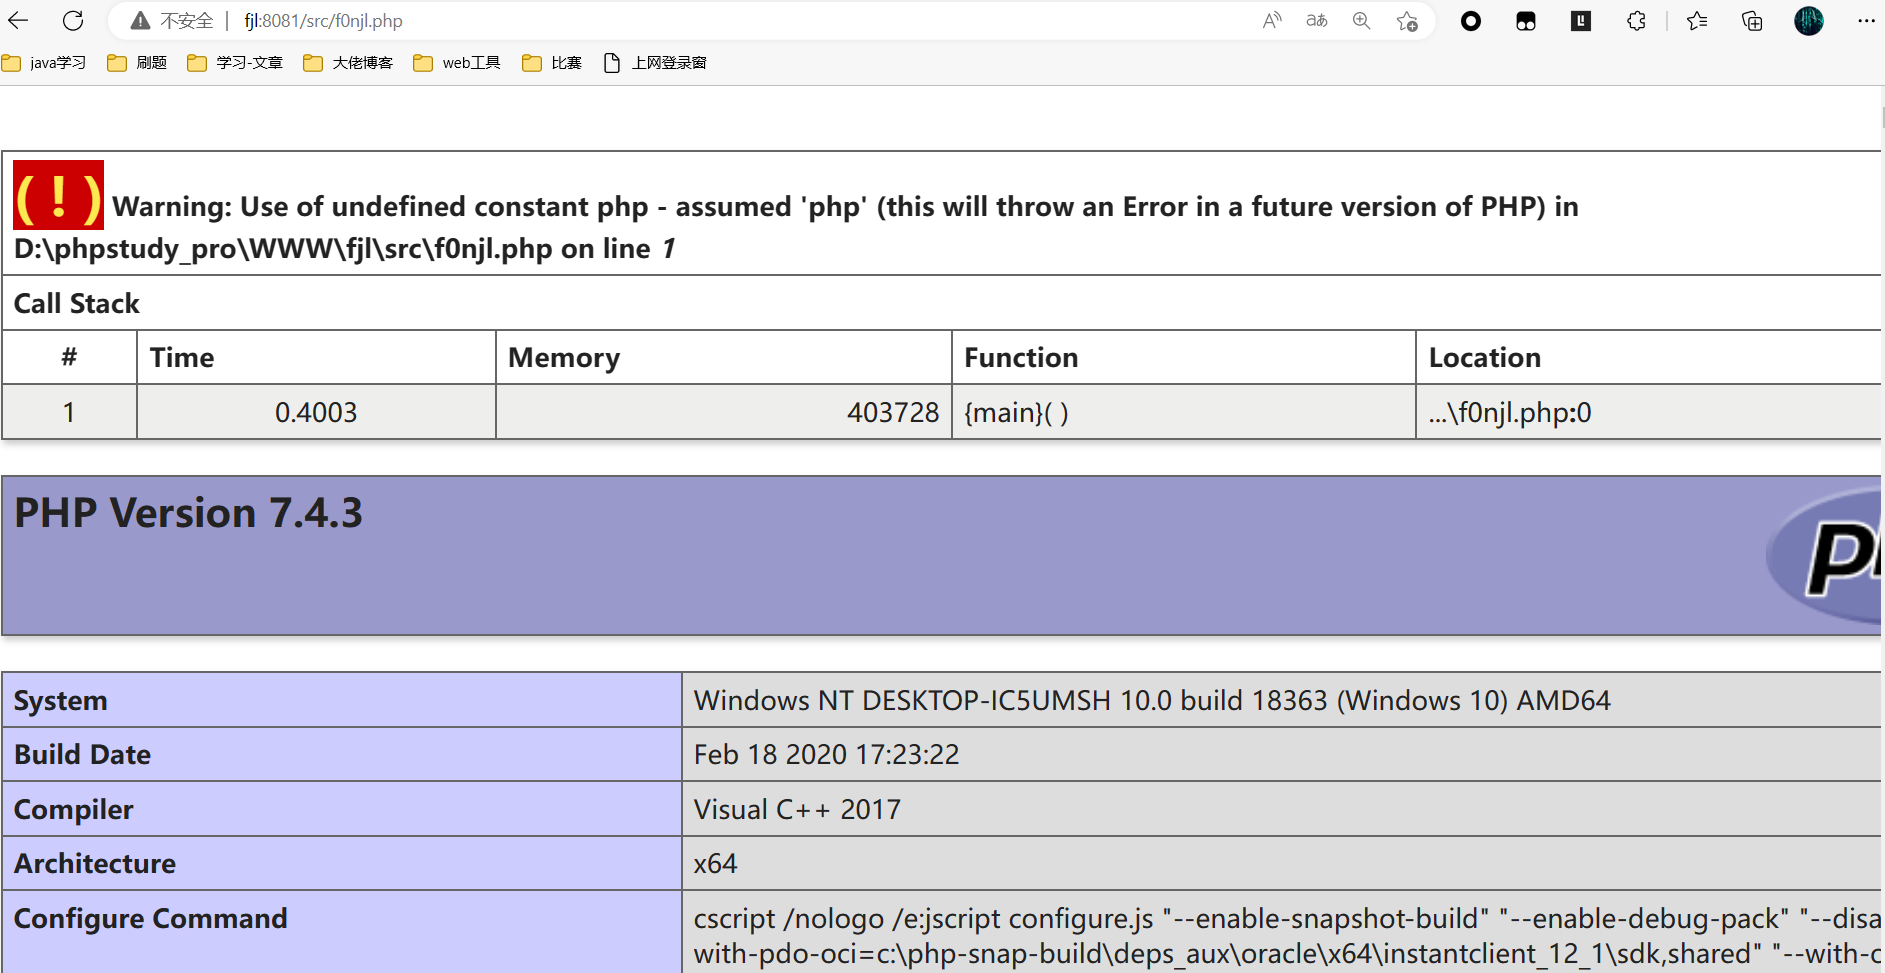 不安全 | fjl:8081/src/f0njl.php
java学习 刷题 学习-文章 大佬博客 web工具 比赛 上网登录窗
(!) Warning: Use of undefined constant php - assumed 'php' (this will throw an Error in a future version of PHP) in
D:\phpstudy_pro\WWW\fjl\src\f0njl.php on line 1
Call Stack
# Time Memory Function Location
1 0.4003 403728 {main}( ) ...\f0njl.php:0
PHP Version 7.4.3
System Windows NT DESKTOP-IC5UMSH 10.0 build 18363 (Windows 10) AMD64
Build Date Feb 18 2020 17:23:22
Compiler Visual C++ 2017
Architecture x64
Configure Command cscript /nologo /e:jscript configure.js "--enable-snapshot-build" "--enable-debug-pack" "--disa
with-pdo-oci=c:\php-snap-build\deps_aux\oracle\x64\instantclient_12_1\sdk,shared" "--with-